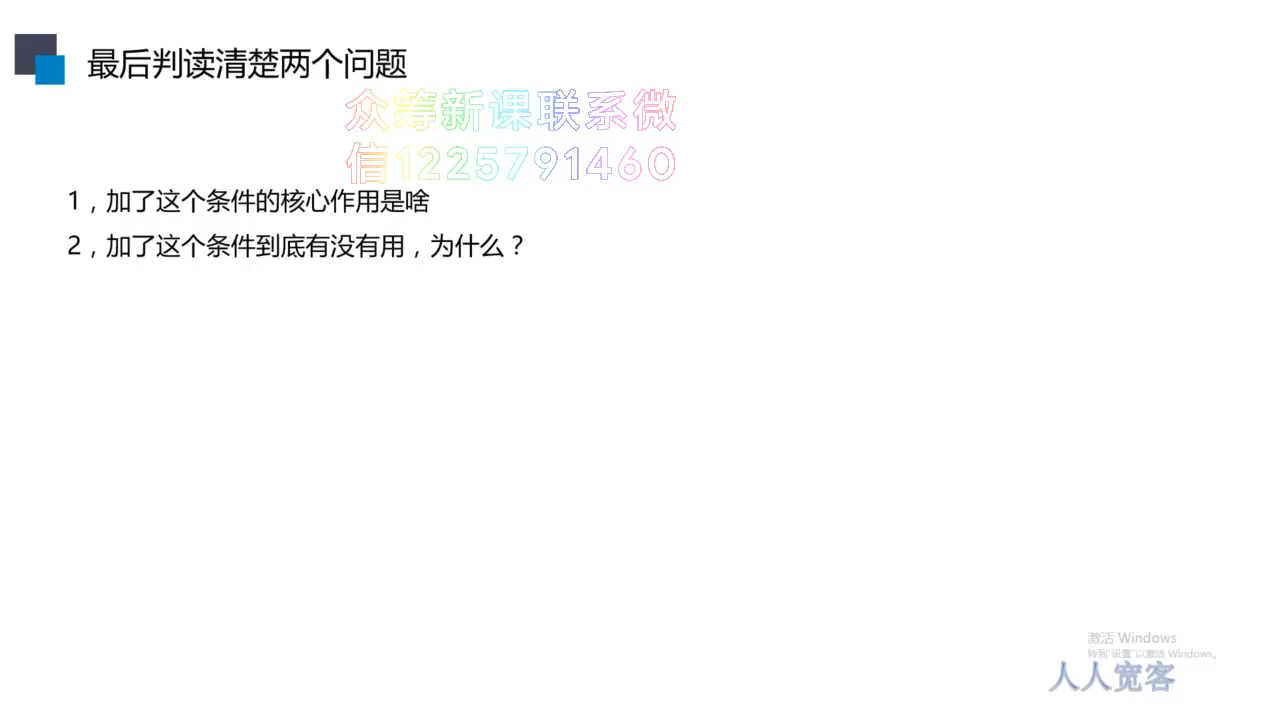 最后判读清楚两个问题
众筹新课联系微
信1225791460
1，加了这个条件的核心作用是啥
2，加了这个条件到底有没有用，为什么？
激活 Windows
转到"设置"以激活 Windows。
人人宽客